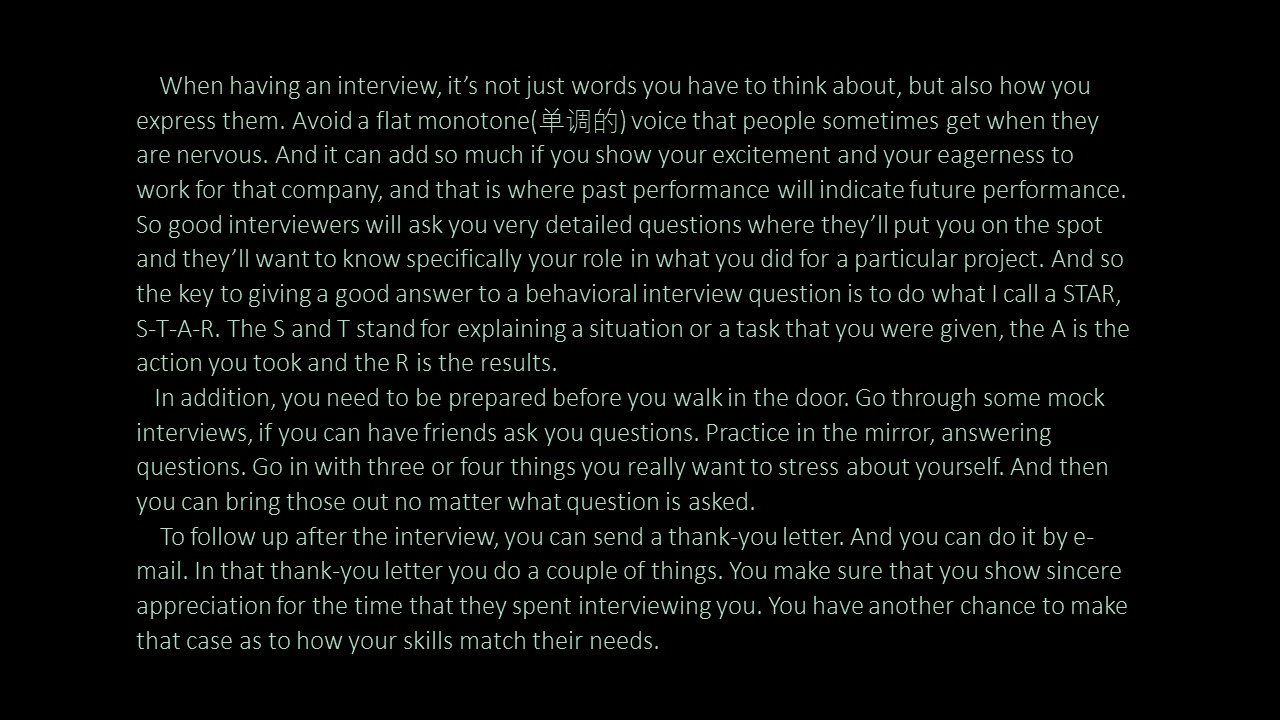 When having an interview, it’s not just words you have to think about, but also how you
express them. Avoid a flat monotone(单调的) voice that people sometimes get when they
are nervous. And it can add so much if you show your excitement and your eagerness to
work for that company, and that is where past performance will indicate future performance.
So good interviewers will ask you very detailed questions where they’ll put you on the spot
and they’ll want to know specifically your role in what you did for a particular project. And so
the key to giving a good answer to a behavioral interview question is to do what I call a STAR,
S-T-A-R. The S and T stand for explaining a situation or a task that you were given, the A is the
action you took and the R is the results.
In addition, you need to be prepared before you walk in the door. Go through some mock
interviews, if you can have friends ask you questions. Practice in the mirror, answering
questions. Go in with three or four things you really want to stress about yourself. And then
you can bring those out no matter what question is asked.
To follow up after the interview, you can send a thank-you letter. And you can do it by e-
mail. In that thank-you letter you do a couple of things. You make sure that you show sincere
appreciation for the time that they spent interviewing you. You have another chance to make
that case as to how your skills match their needs.